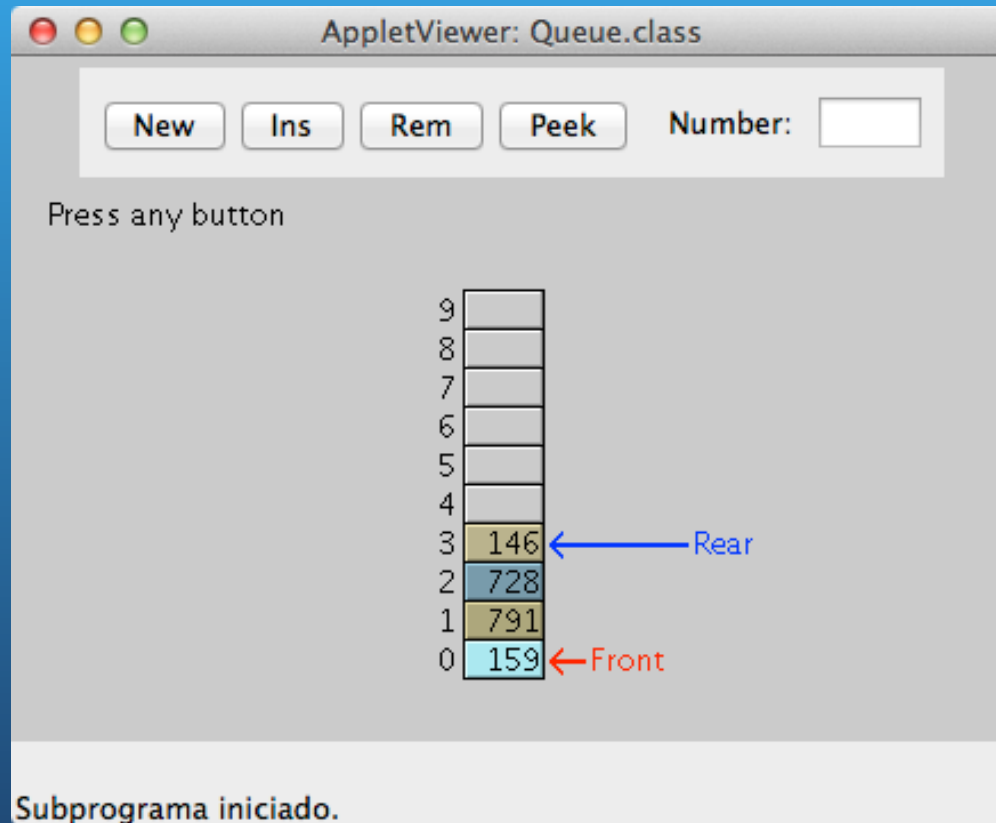 AppletViewer: Queue.class
New Ins Rem Peek Number:
Press any button
9
8
7
6
5
4
3 146 Rear
2 728
1 791
0 159 Front
Subprograma iniciado.